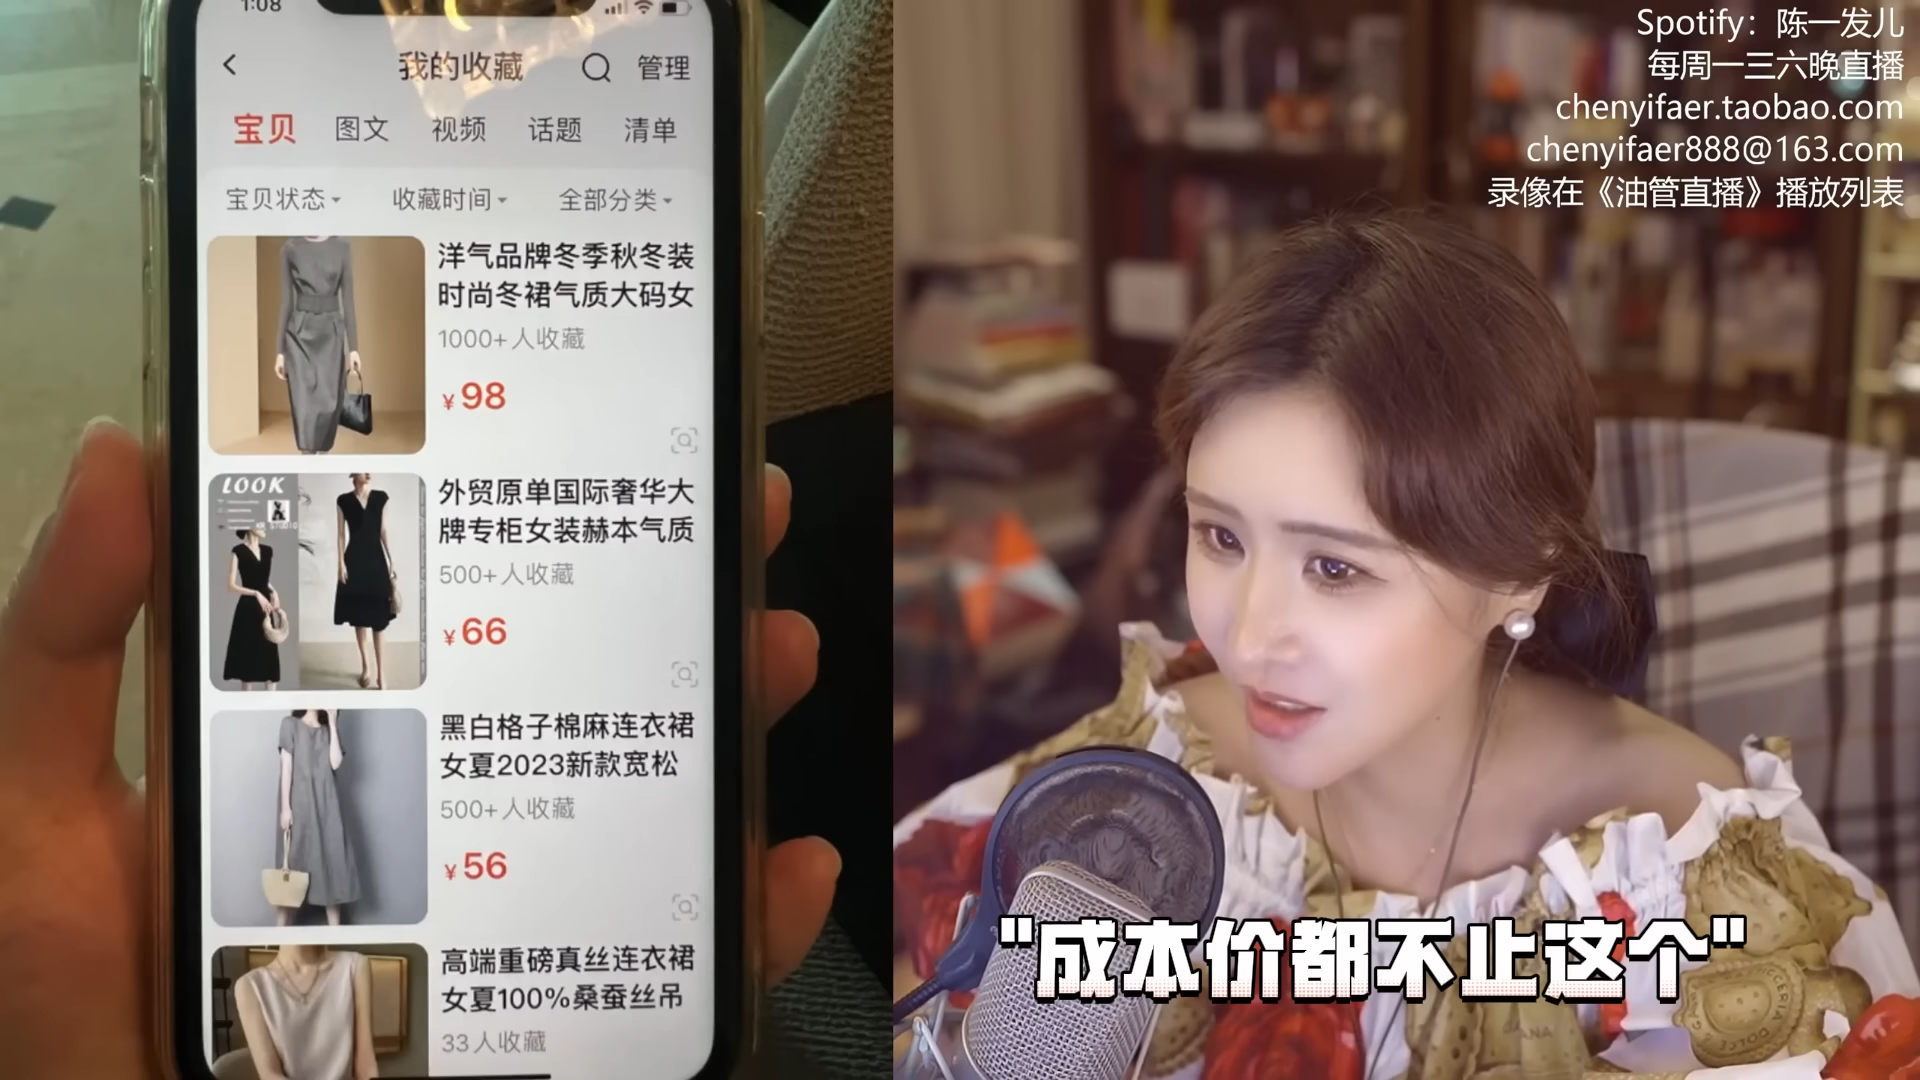 1:08
我的收藏
管理
宝贝
图文
视频
话题
清单
宝贝状态
收藏时间
全部分类
洋气品牌冬季秋冬装
时尚冬裙气质大码女
1000+人收藏
¥98
LOOK
外贸原单国际奢华大
牌专柜女装赫本气质
500+人收藏
¥66
黑白格子棉麻连衣裙
女夏2023新款宽松
500+人收藏
¥56
高端重磅真丝连衣裙
女夏100%桑蚕丝吊
33人收藏
Spotify：陈一发儿
每周一三六晚直播
chenyifaer.taobao.com
chenyifaer888@163.com
录像在《油管直播》播放列表
"成本价都不止这个"